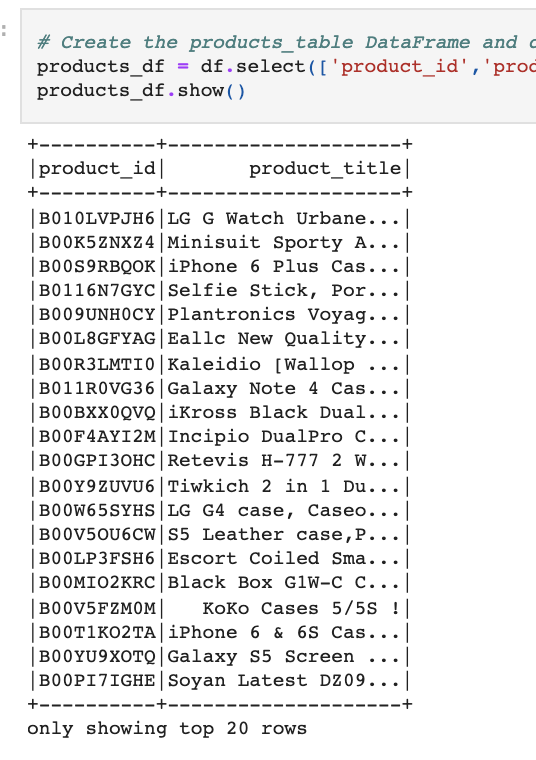 :
# Create the products_table DataFrame and
products_df = df.select(['product_id','prod
products_df.show()
+----------+--------------------+
|product_id|       product_title|
+----------+--------------------+
|B010LVPJH6|LG G Watch Urbane...|
|B00K5ZNXZ4|Minisuit Sporty A...|
|B00S9RBQOK|iPhone 6 Plus Cas...|
|B0116N7GYC|Selfie Stick, Por...|
|B009UNH0CY|Plantronics Voyag...|
|B00L8GFYAG|Eallc New Quality...|
|B00R3LMTI0|Kaleidio [Wallop ...|
|B011R0VG36|Galaxy Note 4 Cas...|
|B00BXX0QVQ|iKross Black Dual...|
|B00F4AYI2M|Incipio DualPro C...|
|B00GPI3OHC|Retevis H-777 2 W...|
|B00Y9ZUVU6|Tiwkich 2 in 1 Du...|
|B00W65SYHS|LG G4 case, Caseo...|
|B00V5OU6CW|S5 Leather case,P...|
|B00LP3FSH6|Escort Coiled Sma...|
|B00MIO2KRC|Black Box G1W-C C...|
|B00V5FZM0M|   KoKo Cases 5/5S !|
|B00T1KO2TA|iPhone 6 & 6S Cas...|
|B00YU9XOTQ|Galaxy S5 Screen ...|
|B00PI7IGHE|Soyan Latest DZ09...|
+----------+--------------------+
only showing top 20 rows